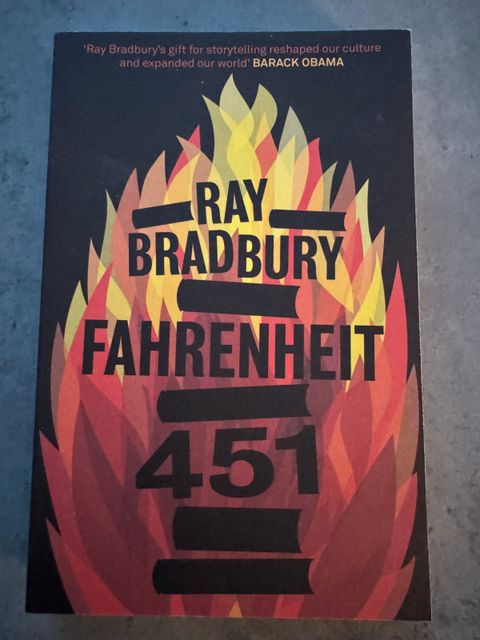 'Ray Bradbury's gift for storytelling reshaped our culture
and expanded our world' BARACK OBAMA
RAY
BRADBURY
FAHRENHEIT
451